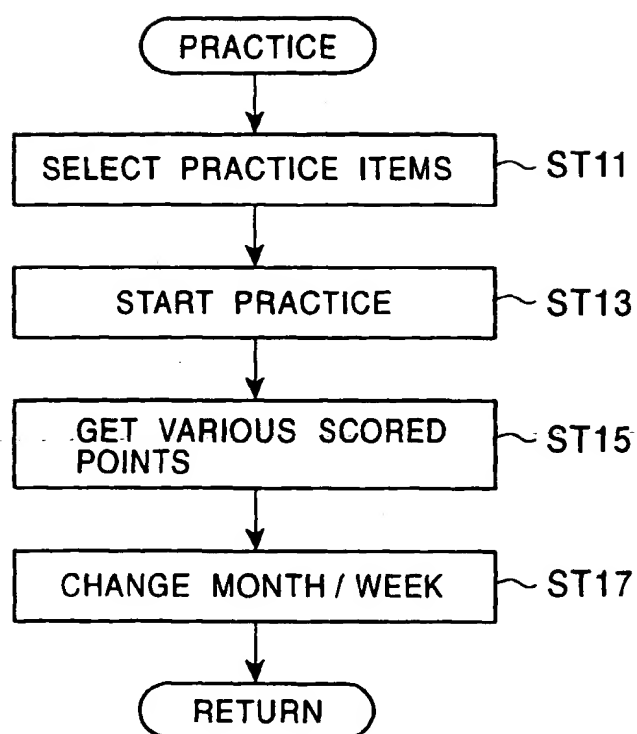 PRACTICE
SELECT PRACTICE ITEMS ST11
START PRACTICE ST13
GET VARIOUS SCORED
POINTS ST15
CHANGE MONTH / WEEK ST17
RETURN